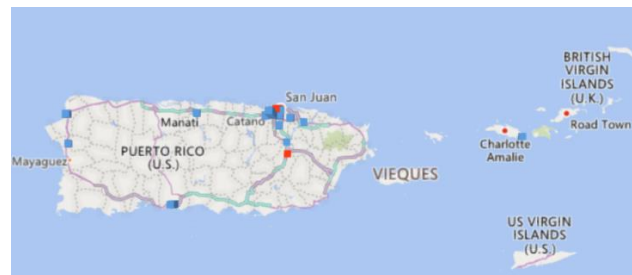 BRITISH
VIRGIN
ISLANDS
(U.K.)
San Juan
Manati
Catano
Road Town
Charlotte
Amalie
PUERTO RICO
(U.S.)
Mayaguez
VIEQUES
US VIRGIN
ISLANDS
(U.S.)